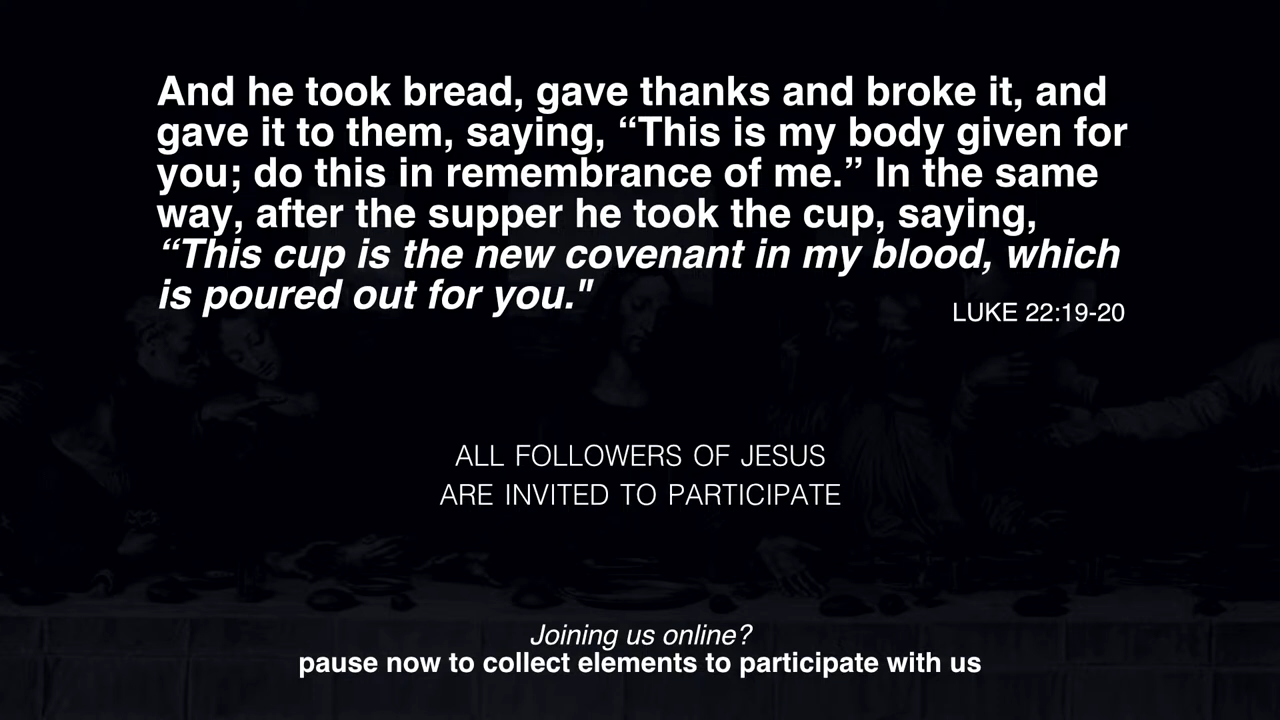 And he took bread, gave thanks and broke it, and
gave it to them, saying, “This is my body given for
you; do this in remembrance of me.” In the same
way, after the supper he took the cup, saying,
“This cup is the new covenant in my blood, which
is poured out for you."
LUKE 22:19-20
ALL FOLLOWERS OF JESUS
ARE INVITED TO PARTICIPATE
Joining us online?
pause now to collect elements to participate with us